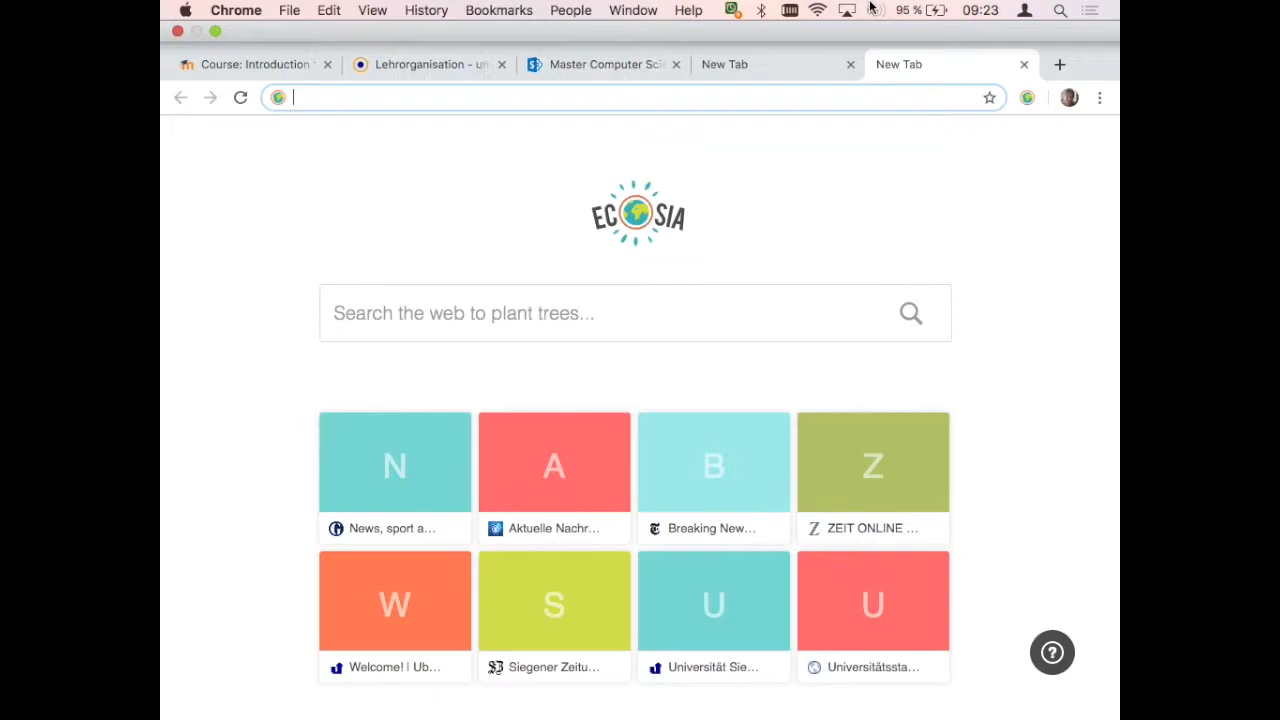 Chrome File Edit View History Bookmarks People Window Help 95 % 09:23
Course: Introduction Lehrorganisation - un Master Computer Scie New Tab New Tab
ECOSIA
Search the web to plant trees...
N A B Z
News, sport a... Aktuelle Nachr... Breaking New... ZEIT ONLINE ...
W S U U
Welcome! | Ub... Siegener Zeitu... Universität Sie... Universitätssta...